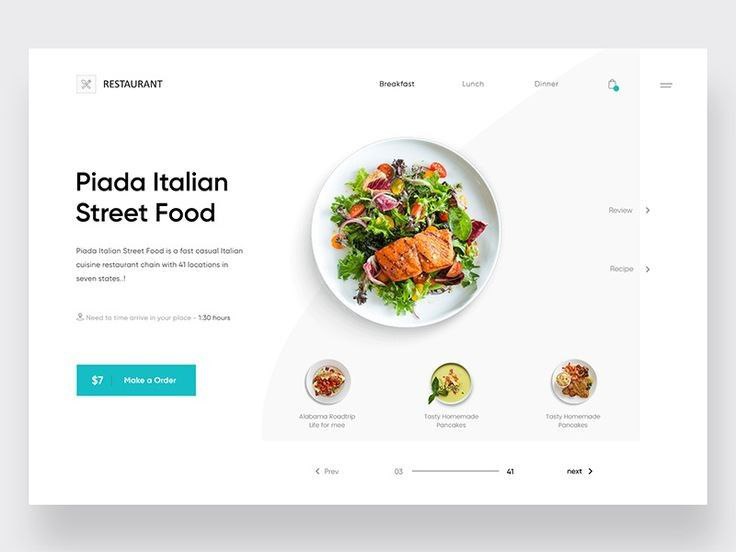 RESTAURANT
Breakfast
Lunch
Dinner
Piada Italian
Street Food
Piada Italian Street Food is a fast casual Italian
cuisine restaurant chain with 41 locations in
seven states..!
Need to time arrive in your place - 1:30 hours
$7 Make a Order
Review
Recipe
Alabama Roadtrip
Life for mee
Tasty Homemade
Pancakes
Tasty Homemade
Pancakes
Prev
03
41
next